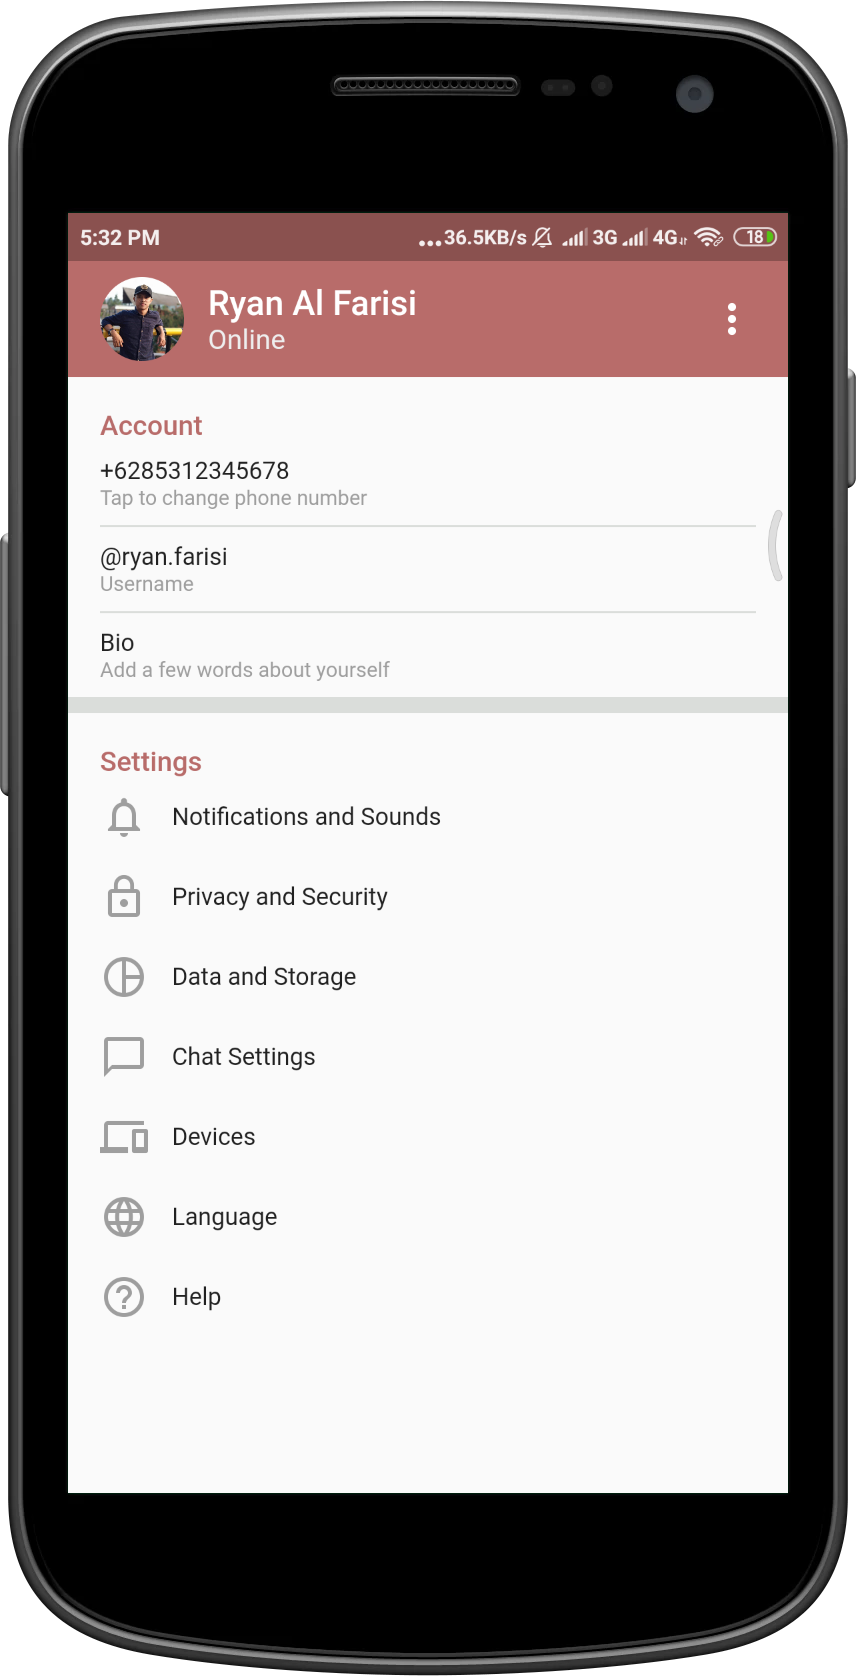 5:32 PM ...36.5KB/s 3G 4G 18
Ryan Al Farisi
Online
Account
+6285312345678
Tap to change phone number
@ryan.farisi
Username
Bio
Add a few words about yourself
Settings
Notifications and Sounds
Privacy and Security
Data and Storage
Chat Settings
Devices
Language
Help